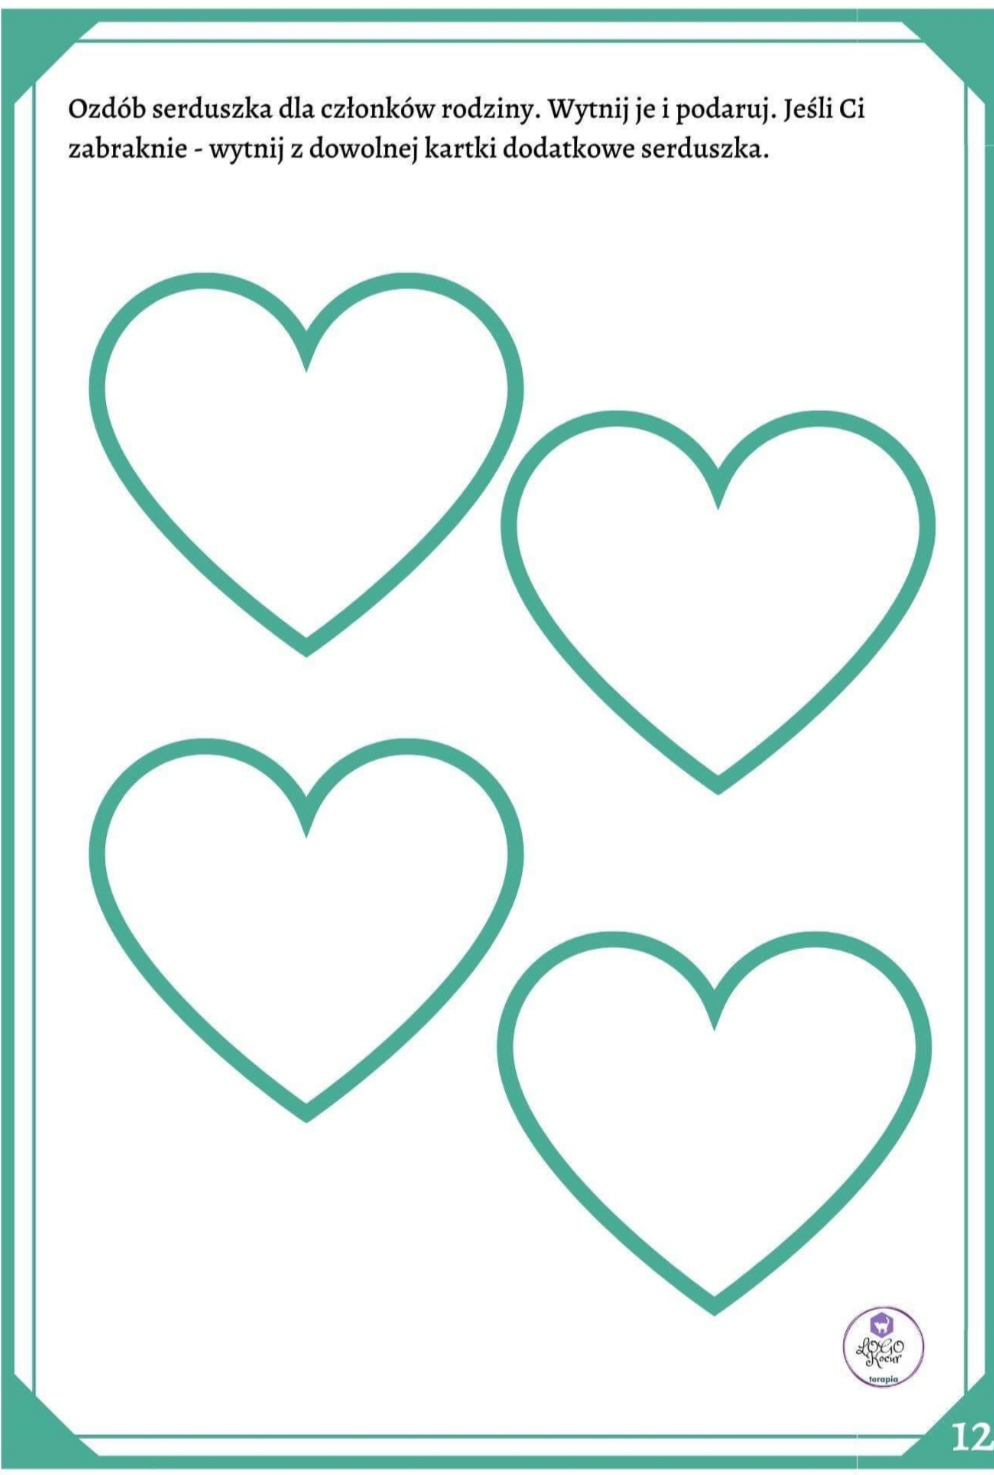 Ozdób serduszka dla członków rodziny. Wytnij je i podaruj. Jeśli Ci
zabraknie - wytnij z dowolnej kartki dodatkowe serduszka.
LOGO
Kocur
terapia
12